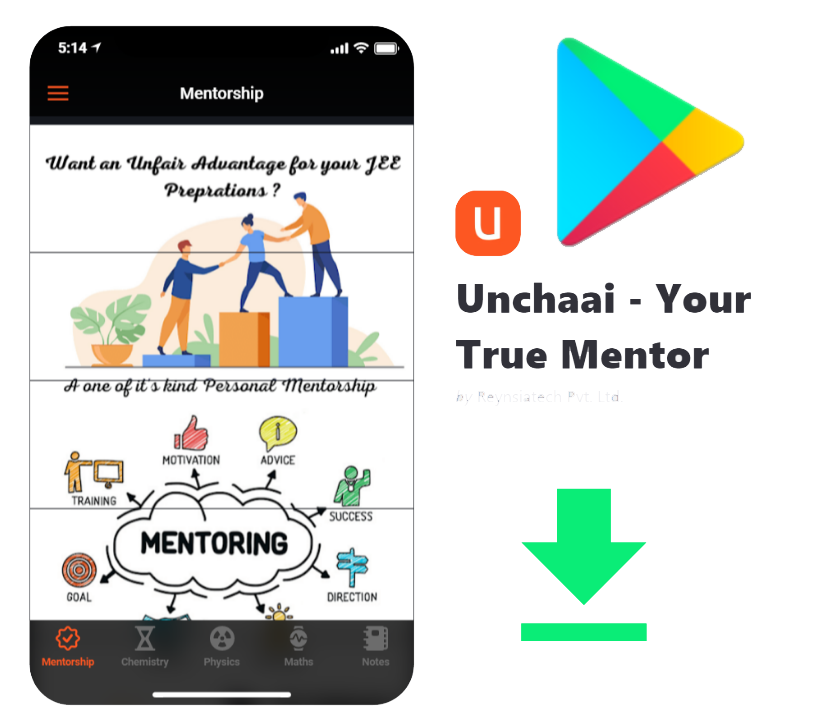 5:14
Mentorship
Want an Unfair Advantage for your JEE
Preprations ?
A one of it's kind Personal Mentorship
MOTIVATION
ADVICE
TRAINING
SUCCESS
MENTORING
GOAL
DIRECTION
Mentorship
Chemistry
Physics
Maths
Notes
U
Unchaai - Your
True Mentor
by Reynsiatech Pvt. Ltd